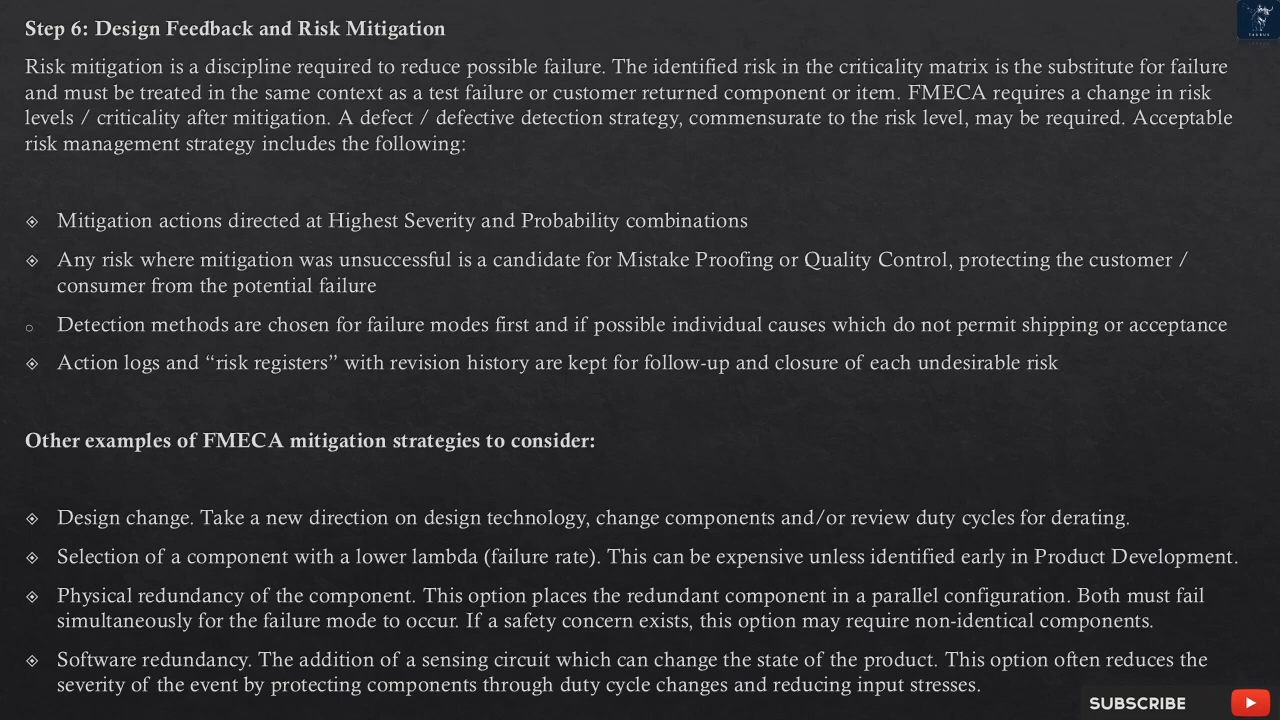 Step 6: Design Feedback and Risk Mitigation
Risk mitigation is a discipline required to reduce possible failure. The identified risk in the criticality matrix is the substitute for failure
and must be treated in the same context as a test failure or customer returned component or item. FMECA requires a change in risk
levels / criticality after mitigation. A defect / defective detection strategy, commensurate to the risk level, may be required. Acceptable
risk management strategy includes the following:
Mitigation actions directed at Highest Severity and Probability combinations
Any risk where mitigation was unsuccessful is a candidate for Mistake Proofing or Quality Control, protecting the customer /
consumer from the potential failure
Detection methods are chosen for failure modes first and if possible individual causes which do not permit shipping or acceptance
Action logs and “risk registers” with revision history are kept for follow-up and closure of each undesirable risk
Other examples of FMECA mitigation strategies to consider:
Design change. Take a new direction on design technology, change components and/or review duty cycles for derating.
Selection of a component with a lower lambda (failure rate). This can be expensive unless identified early in Product Development.
Physical redundancy of the component. This option places the redundant component in a parallel configuration. Both must fail
simultaneously for the failure mode to occur. If a safety concern exists, this option may require non-identical components.
Software redundancy. The addition of a sensing circuit which can change the state of the product. This option often reduces the
severity of the event by protecting components through duty cycle changes and reducing input stresses.
SUBSCRIBE